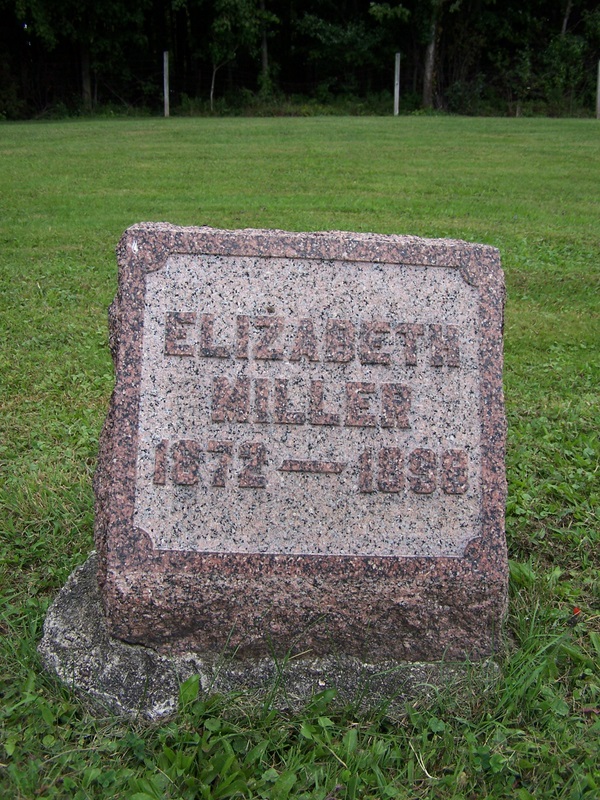 ELIZABETH
MILLER
1872 — 1898